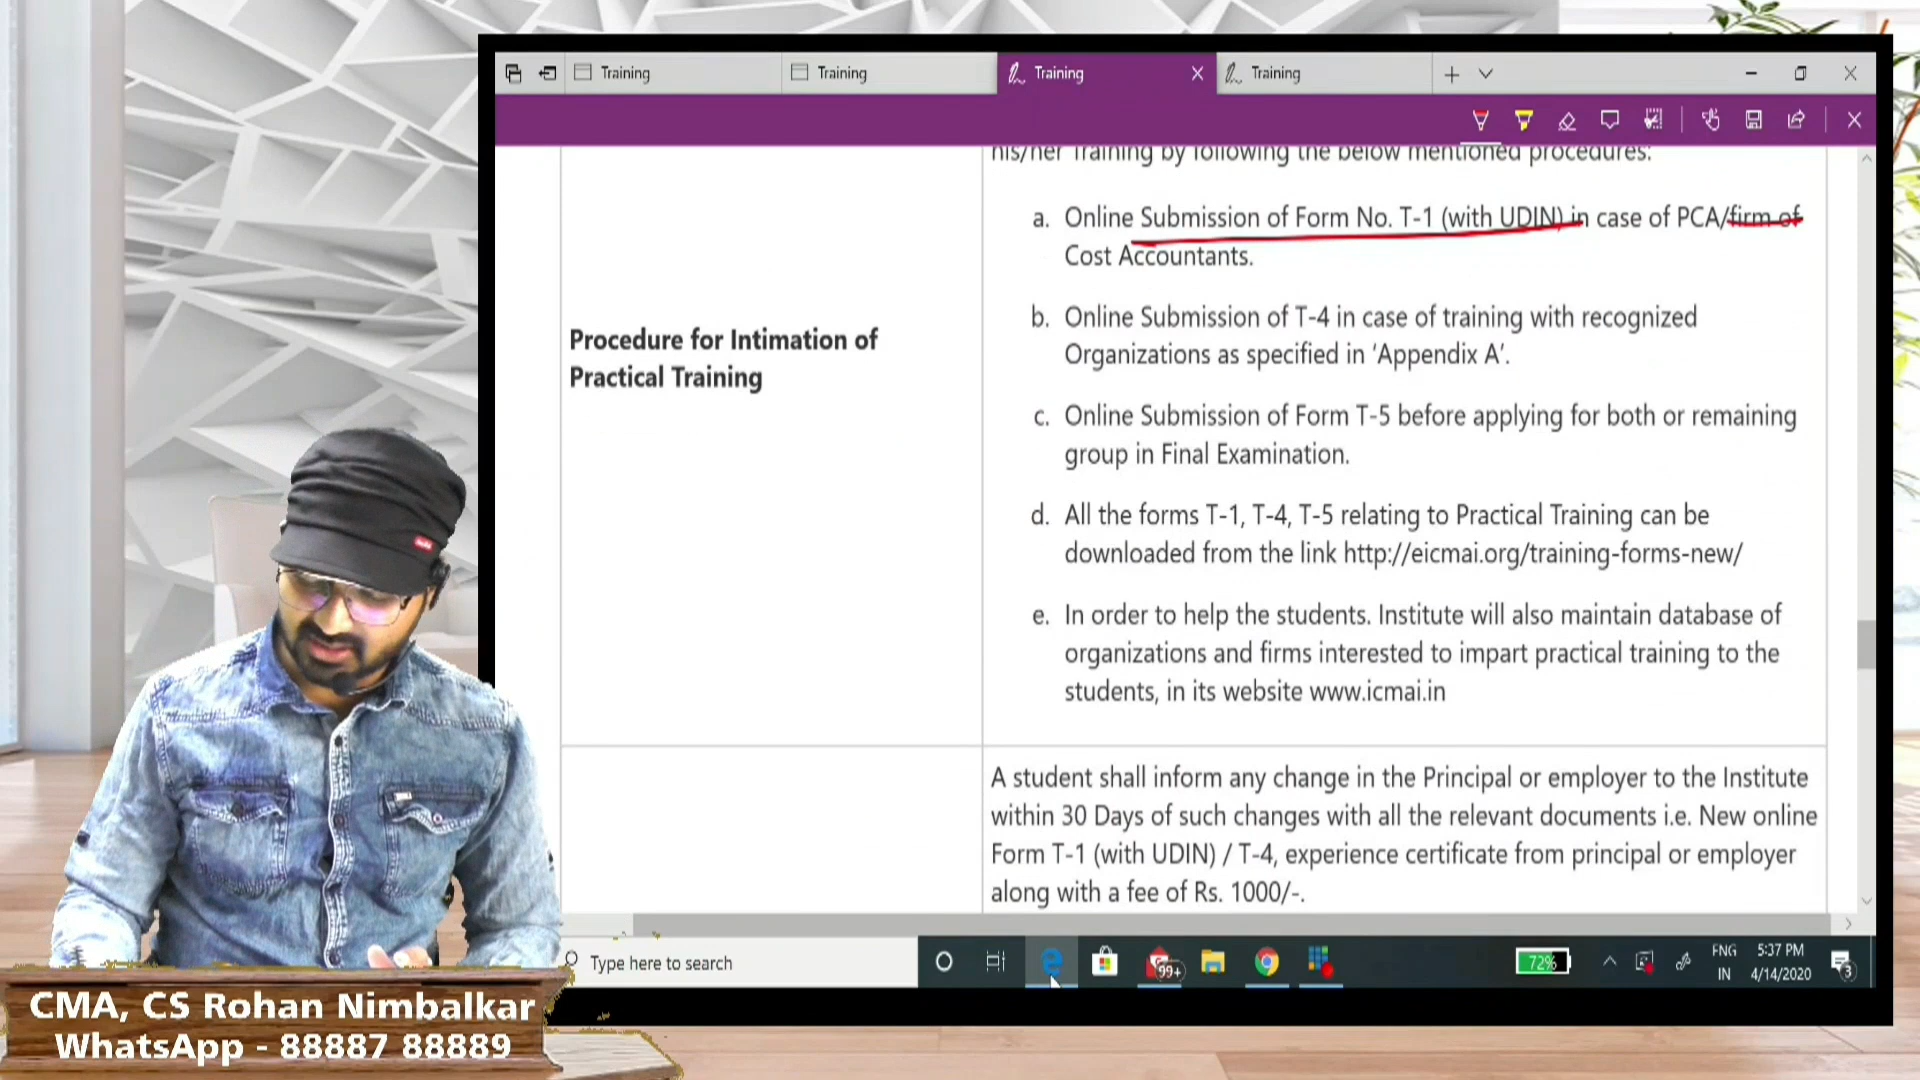 Training
Training
Training
Training
his/her Training by following the below mentioned procedures:
a. Online Submission of Form No. T-1 (with UDIN) in case of PCA/firm of
Cost Accountants.
Procedure for Intimation of
Practical Training
b. Online Submission of T-4 in case of training with recognized
Organizations as specified in ‘Appendix A’.
c. Online Submission of Form T-5 before applying for both or remaining
group in Final Examination.
d. All the forms T-1, T-4, T-5 relating to Practical Training can be
downloaded from the link http://eicmai.org/training-forms-new/
e. In order to help the students. Institute will also maintain database of
organizations and firms interested to impart practical training to the
students, in its website www.icmai.in
A student shall inform any change in the Principal or employer to the Institute
within 30 Days of such changes with all the relevant documents i.e. New online
Form T-1 (with UDIN) / T-4, experience certificate from principal or employer
along with a fee of Rs. 1000/-.
Type here to search
99+
72%
ENG
IN
5:37 PM
4/14/2020
3
CMA, CS Rohan Nimbalkar
WhatsApp - 88887 88889